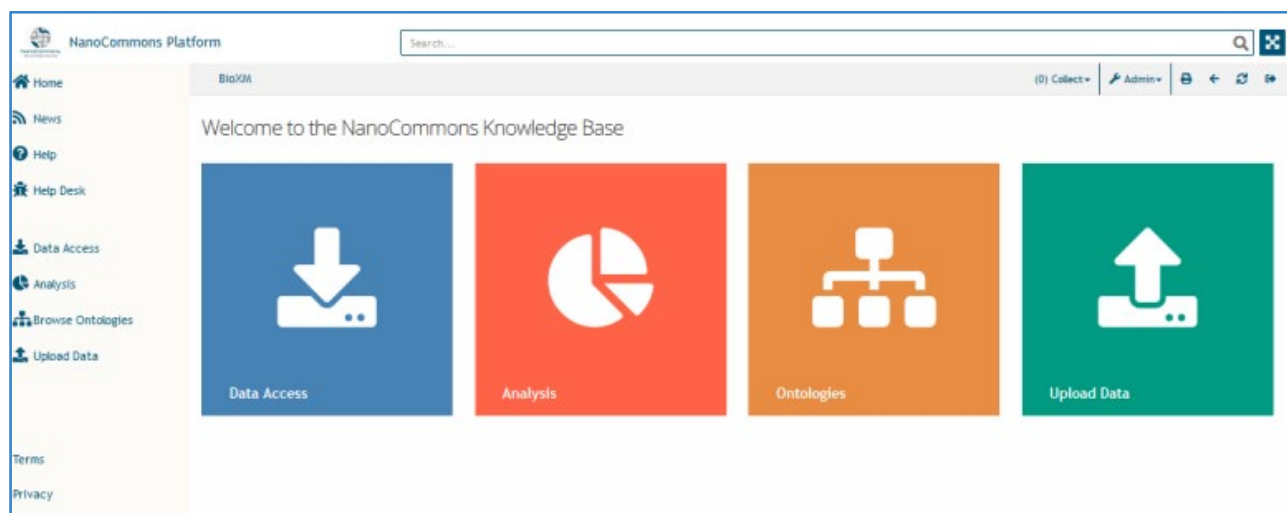 NanoCommons Platform
Search...
Home
News
Help
Help Desk
Data Access
Analysis
Browse Ontologies
Upload Data
Terms
Privacy
BioXM
(0) Collect
Admin
Welcome to the NanoCommons Knowledge Base
Data Access
Analysis
Ontologies
Upload Data